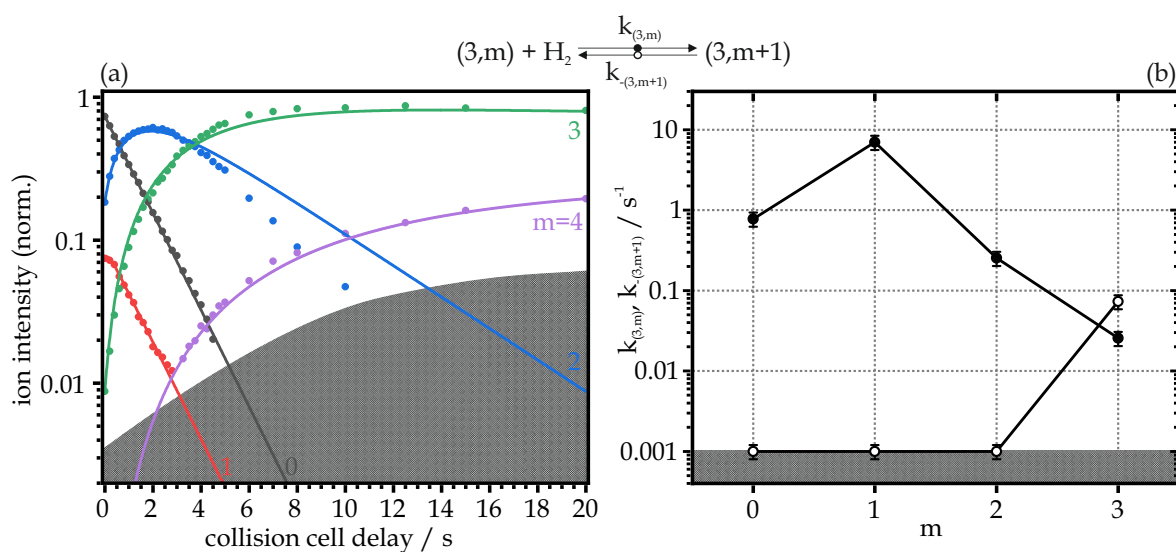 k(3,m)
(3,m) + H2 (3,m+1)
k-(3,m+1)
(a)
(b)
ion intensity (norm.)
1
0.1
0.01
3
m=4
2
1
0
0 2 4 6 8 10 12 14 16 18 20
collision cell delay / s
k(3,m), k-(3,m+1) / s-1
10
1
0.1
0.01
0.001
0 1 2 3
m